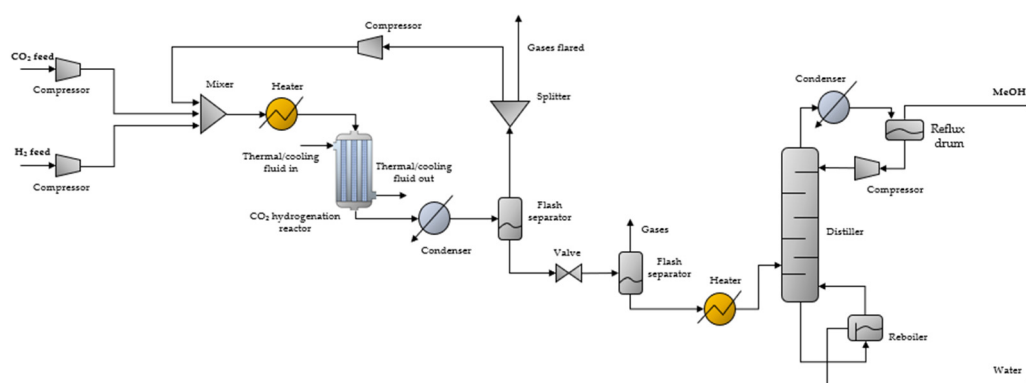 CO₂ feed
Compressor
H₂ feed
Compressor
Mixer
Heater
Compressor
Gases flared
Splitter
Thermal/cooling
fluid in
Thermal/cooling
fluid out
CO₂ hydrogenation
reactor
Condenser
Flash
separator
Valve
Gases
Flash
separator
Heater
Condenser
MeOH
Reflux
drum
Compressor
Distiller
Reboiler
Water